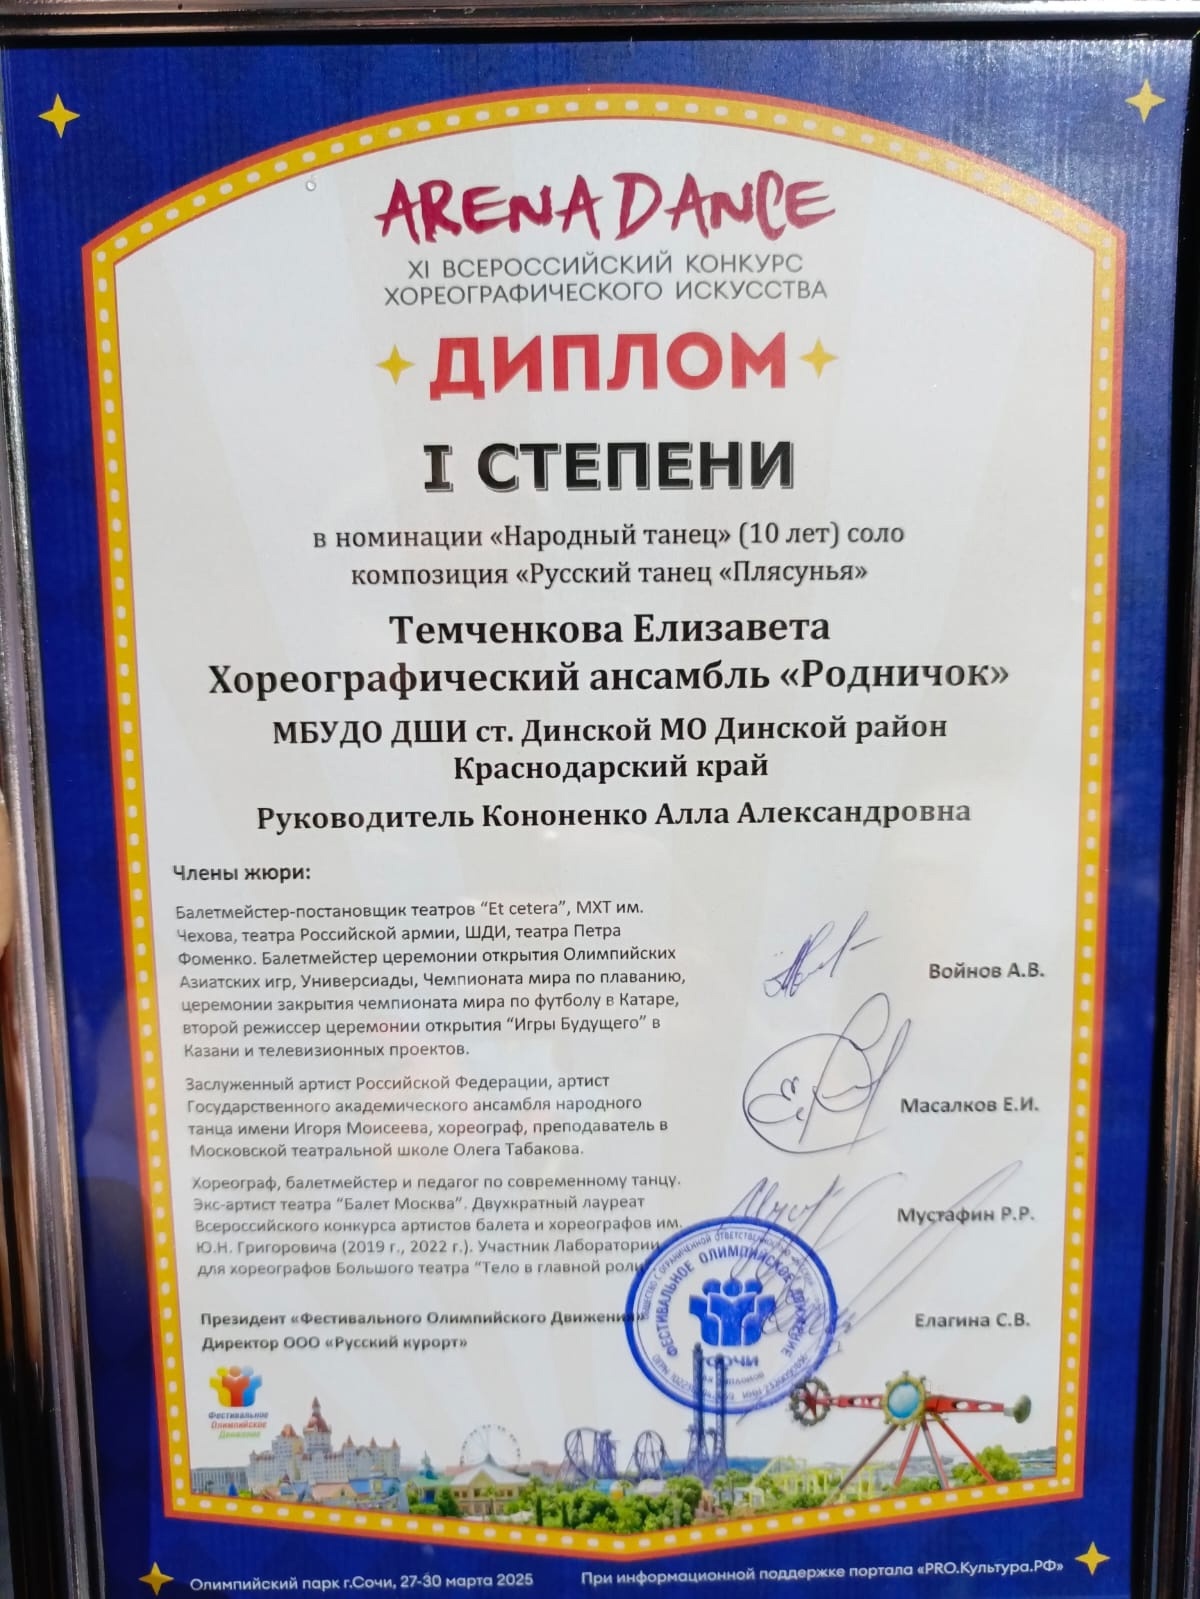 ARENA DANCE
XI ВСЕРОССИЙСКИЙ КОНКУРС
ХОРЕОГРАФИЧЕСКОГО ИСКУССТВА
ДИПЛОМ
I СТЕПЕНИ
в номинации «Народный танец» (10 лет) соло
композиция «Русский танец «Плясунья»
Темченкова Елизавета
Хореографический ансамбль «Родничок»
МБУДО ДШИ ст. Динской МО Динской район
Краснодарский край
Руководитель Кононенко Алла Александровна
Члены жюри:
Балетмейстер-постановщик театров “Et cetera”, МХТ им.
Чехова, театра Российской армии, ШДИ, театра Петра
Фоменко. Балетмейстер церемонии открытия Олимпийских
Азиатских игр, Универсиады, Чемпионата мира по плаванию,
церемонии закрытия чемпионата мира по футболу в Катаре,
второй режиссер церемонии открытия “Игры Будущего” в
Казани и телевизионных проектов.
Войнов А.В.
Заслуженный артист Российской Федерации, артист
Государственного академического ансамбля народного
танца имени Игоря Моисеева, хореограф, преподаватель в
Московской театральной школе Олега Табакова.
Масалков Е.И.
Хореограф, балетмейстер и педагог по современному танцу.
Экс-артист театра “Балет Москва”. Двухкратный лауреат
Всероссийского конкурса артистов балета и хореографов им.
Ю.Н. Григоровича (2019 г., 2022 г.). Участник Лаборатории
для хореографов Большого театра “Тело в главной роли
Мустафин Р.Р.
Президент «Фестивального Олимпийского Движения»
Директор ООО «Русский курорт»
Елагина С.В.
ФЕСТИВАЛЬНОЕ ОЛИМПИЙСКОЕ ДВИЖЕНИЕ
СОЧИ
Фестивальное
Олимпийское
Движение
Олимпийский парк г.Сочи, 27-30 марта 2025
При информационной поддержке портала «PRO.Культура.РФ»